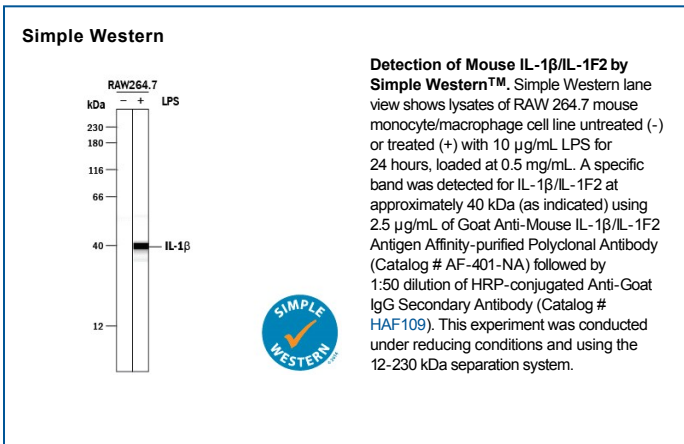 Simple Western
RAW264.7
kDa − + LPS
230
180
116
66
40
IL-1β
12
SIMPLE
WESTERN
Detection of Mouse IL-1β/IL-1F2 by
Simple Western™. Simple Western lane
view shows lysates of RAW 264.7 mouse
monocyte/macrophage cell line untreated (-)
or treated (+) with 10 µg/mL LPS for
24 hours, loaded at 0.5 mg/mL. A specific
band was detected for IL-1β/IL-1F2 at
approximately 40 kDa (as indicated) using
2.5 µg/mL of Goat Anti-Mouse IL-1β/IL-1F2
Antigen Affinity-purified Polyclonal Antibody
(Catalog # AF-401-NA) followed by
1:50 dilution of HRP-conjugated Anti-Goat
IgG Secondary Antibody (Catalog #
HAF109). This experiment was conducted
under reducing conditions and using the
12-230 kDa separation system.